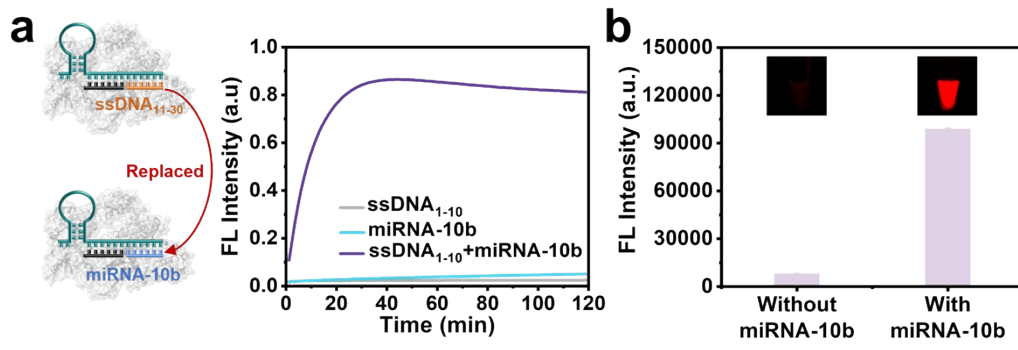 a
ssDNA11-30
Replaced
miRNA-10b
FL Intensity (a.u)
1.0
0.8
0.6
0.4
0.2
0.0
ssDNA1-10
miRNA-10b
ssDNA1-10+miRNA-10b
0 20 40 60 80 100 120
Time (min)
b
FL Intensity (a.u.)
150000
120000
90000
60000
30000
0
Without
miRNA-10b
With
miRNA-10b